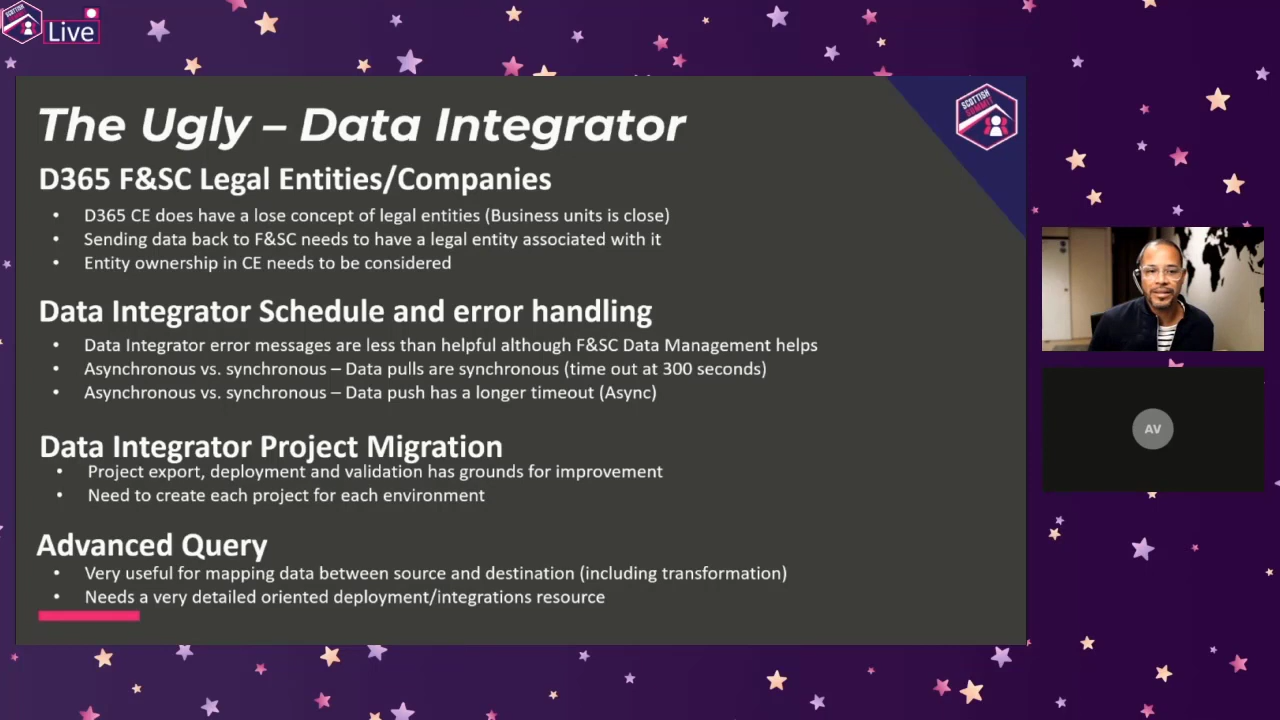 SCOTTISH
Live
The Ugly – Data Integrator
SCOTTISH
SUMMIT
D365 F&SC Legal Entities/Companies
• D365 CE does have a lose concept of legal entities (Business units is close)
• Sending data back to F&SC needs to have a legal entity associated with it
• Entity ownership in CE needs to be considered
Data Integrator Schedule and error handling
• Data Integrator error messages are less than helpful although F&SC Data Management helps
• Asynchronous vs. synchronous – Data pulls are synchronous (time out at 300 seconds)
• Asynchronous vs. synchronous – Data push has a longer timeout (Async)
Data Integrator Project Migration
• Project export, deployment and validation has grounds for improvement
• Need to create each project for each environment
Advanced Query
• Very useful for mapping data between source and destination (including transformation)
• Needs a very detailed oriented deployment/integrations resource
AV